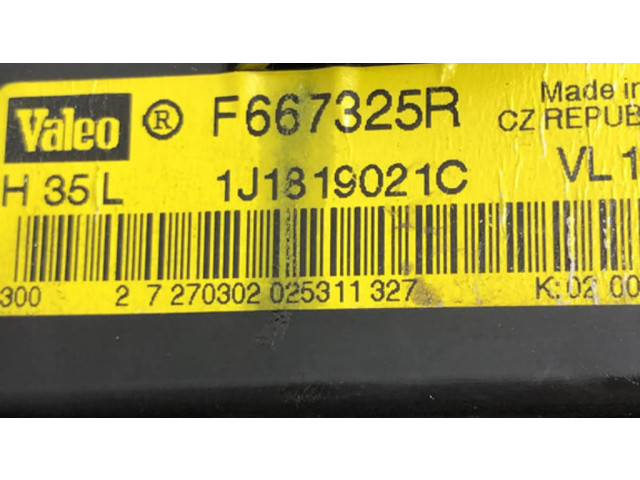 Valeo ® F667325R Made in
CZ REPUB
H 35 L 1J1819021C VL 1
300 2 7 270302 025311 327 K: 02 00